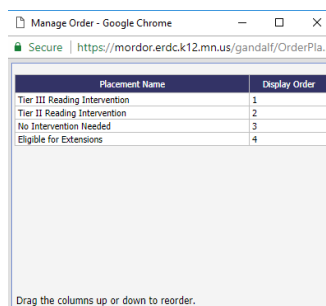 Manage Order - Google Chrome
Secure | https://mordor.erdc.k12.mn.us/gandalf/OrderPla.
Placement Name Display Order
Tier III Reading Intervention 1
Tier II Reading Intervention 2
No Intervention Needed 3
Eligible for Extensions 4
Drag the columns up or down to reorder.